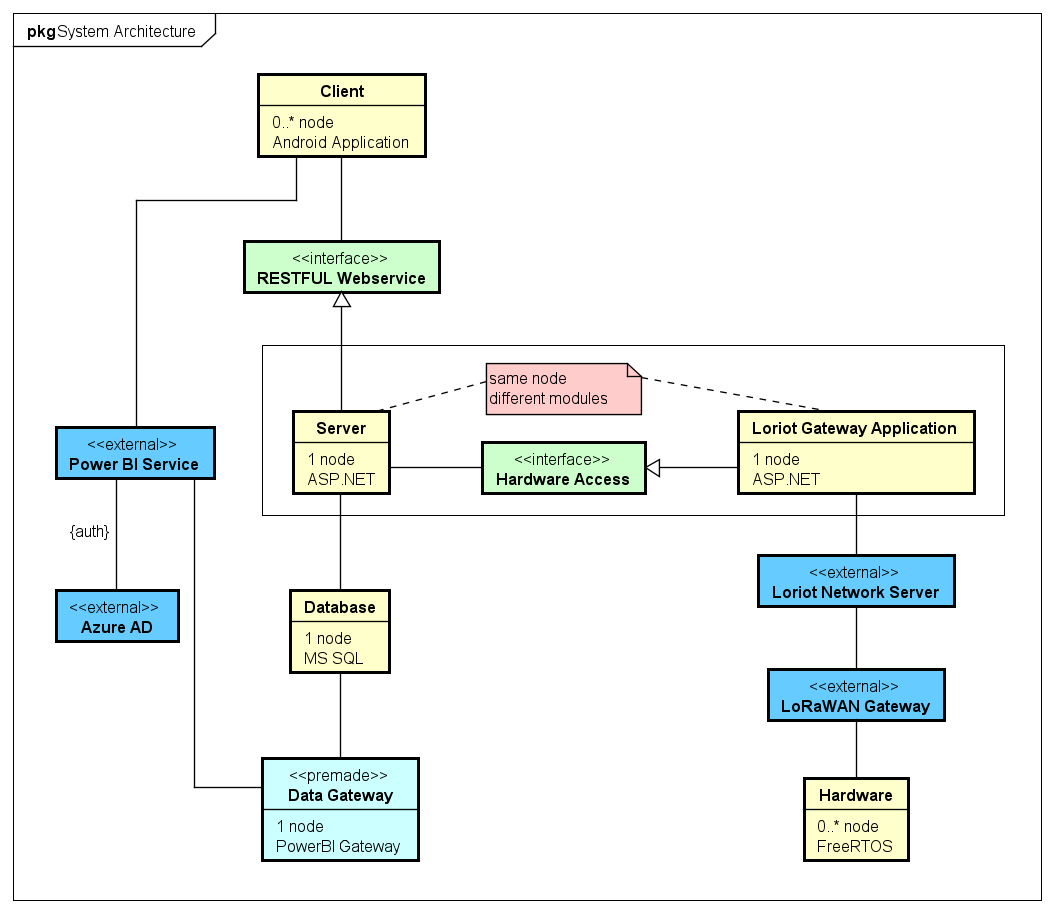 pkgSystem Architecture
Client
0..* node
Android Application
<<interface>>
RESTFUL Webservice
same node
different modules
Server
1 node
ASP.NET
<<interface>>
Hardware Access
Loriot Gateway Application
1 node
ASP.NET
<<external>>
Power BI Service
{auth}
<<external>>
Azure AD
Database
1 node
MS SQL
<<external>>
Loriot Network Server
<<external>>
LoRaWAN Gateway
<<premade>>
Data Gateway
1 node
PowerBI Gateway
Hardware
0..* node
FreeRTOS